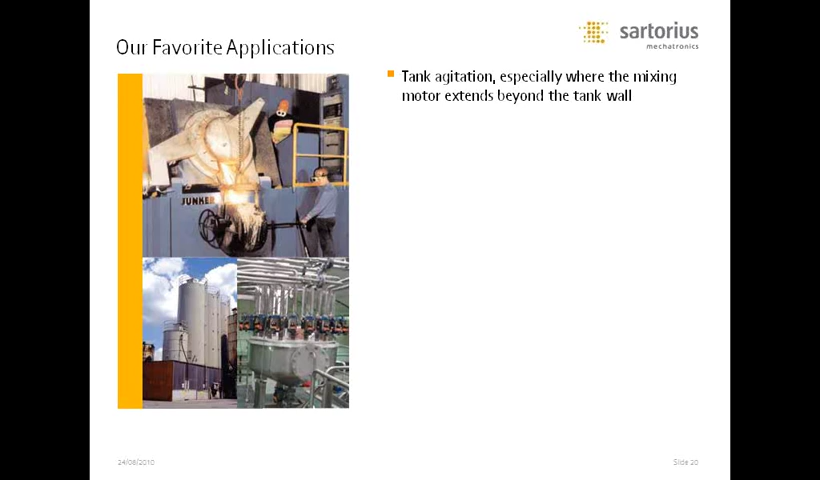 Our Favorite Applications
sartorius
mechatronics
Tank agitation, especially where the mixing
motor extends beyond the tank wall
JUNKER
24/08/2010
Slide 20